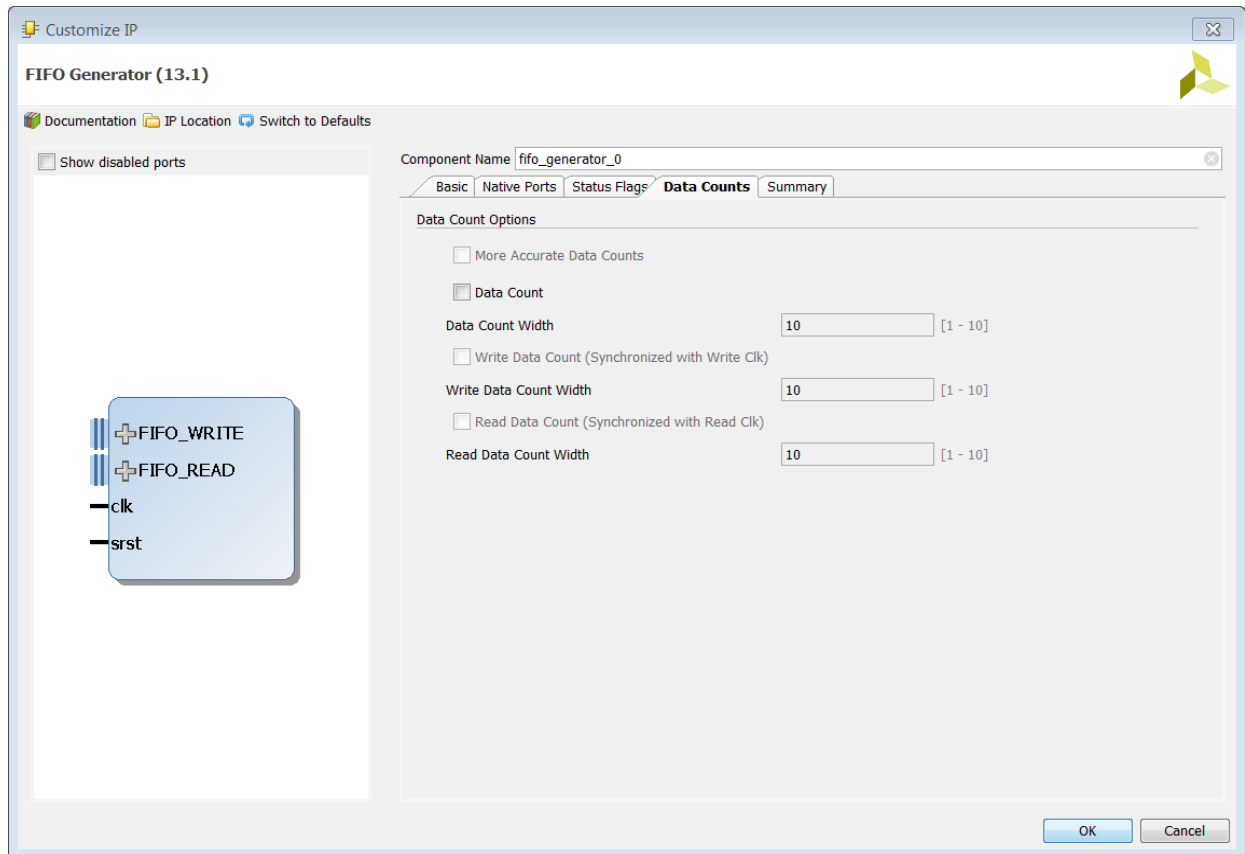 Customize IP
FIFO Generator (13.1)
Documentation IP Location Switch to Defaults
Show disabled ports
FIFO_WRITE
FIFO_READ
clk
srst
Component Name fifo_generator_0
Basic Native Ports Status Flags Data Counts Summary
Data Count Options
More Accurate Data Counts
Data Count
Data Count Width 10 [1 - 10]
Write Data Count (Synchronized with Write Clk)
Write Data Count Width 10 [1 - 10]
Read Data Count (Synchronized with Read Clk)
Read Data Count Width 10 [1 - 10]
OK Cancel